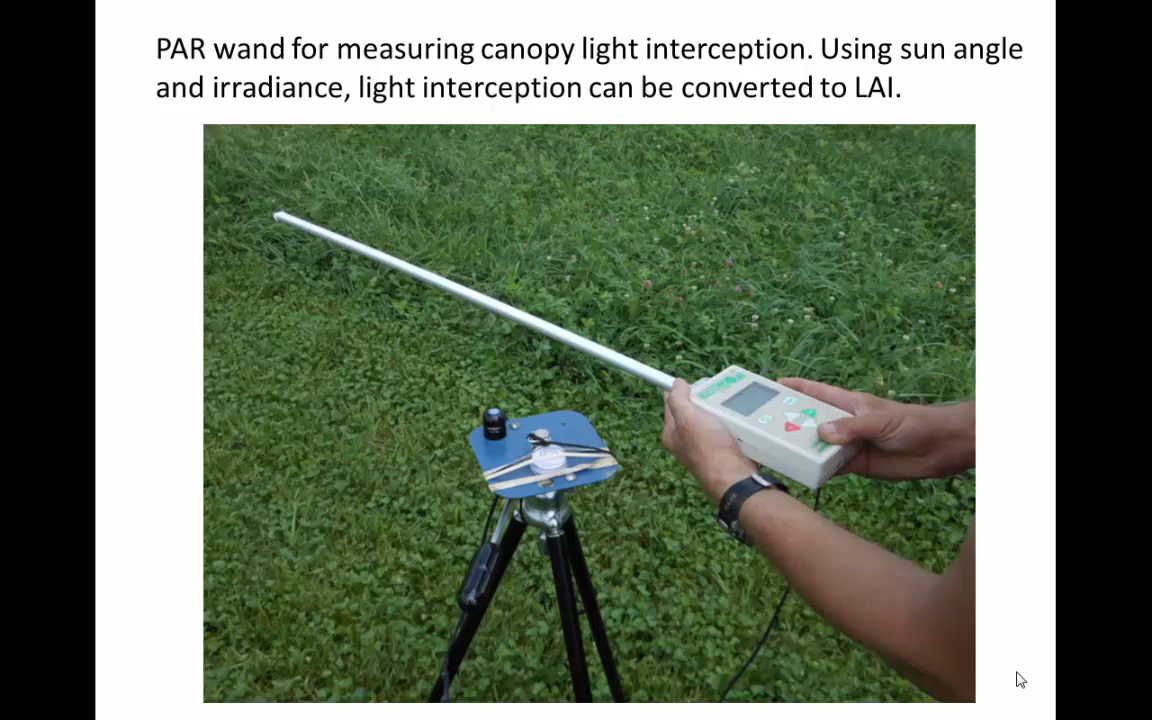 PAR wand for measuring canopy light interception. Using sun angle
and irradiance, light interception can be converted to LAI.